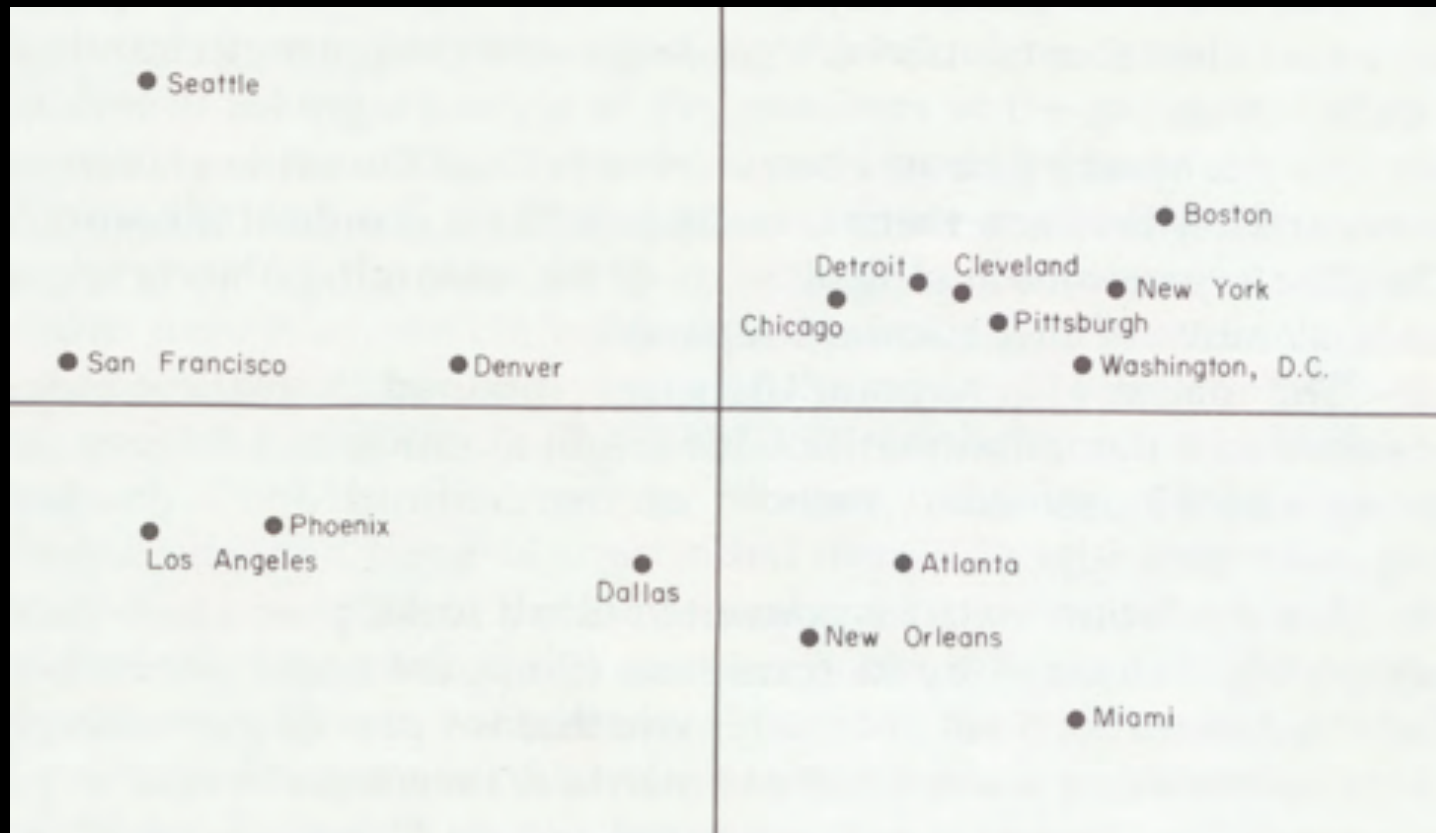 Seattle
Boston
Detroit
Cleveland
New York
Chicago
Pittsburgh
San Francisco
Denver
Washington, D.C.
Phoenix
Los Angeles
Atlanta
Dallas
New Orleans
Miami